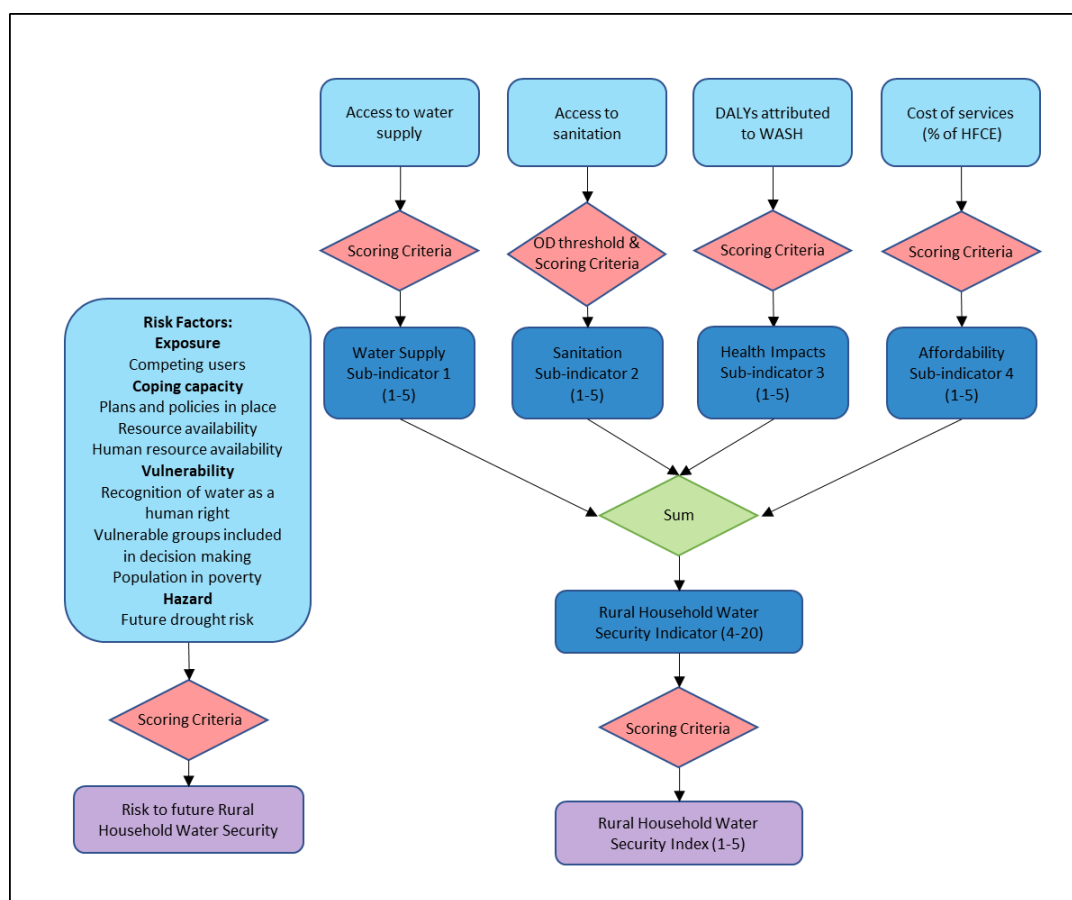 Access to water
supply
Access to
sanitation
DALYs attributed
to WASH
Cost of services
(% of HFCE)
Scoring Criteria
OD threshold &
Scoring Criteria
Scoring Criteria
Scoring Criteria
Water Supply
Sub-indicator 1
(1-5)
Sanitation
Sub-indicator 2
(1-5)
Health Impacts
Sub-indicator 3
(1-5)
Affordability
Sub-indicator 4
(1-5)
Sum
Rural Household Water
Security Indicator (4-20)
Scoring Criteria
Rural Household Water
Security Index (1-5)
Risk Factors:
Exposure
Competing users
Coping capacity
Plans and policies in place
Resource availability
Human resource availability
Vulnerability
Recognition of water as a
human right
Vulnerable groups included
in decision making
Population in poverty
Hazard
Future drought risk
Scoring Criteria
Risk to future Rural
Household Water Security